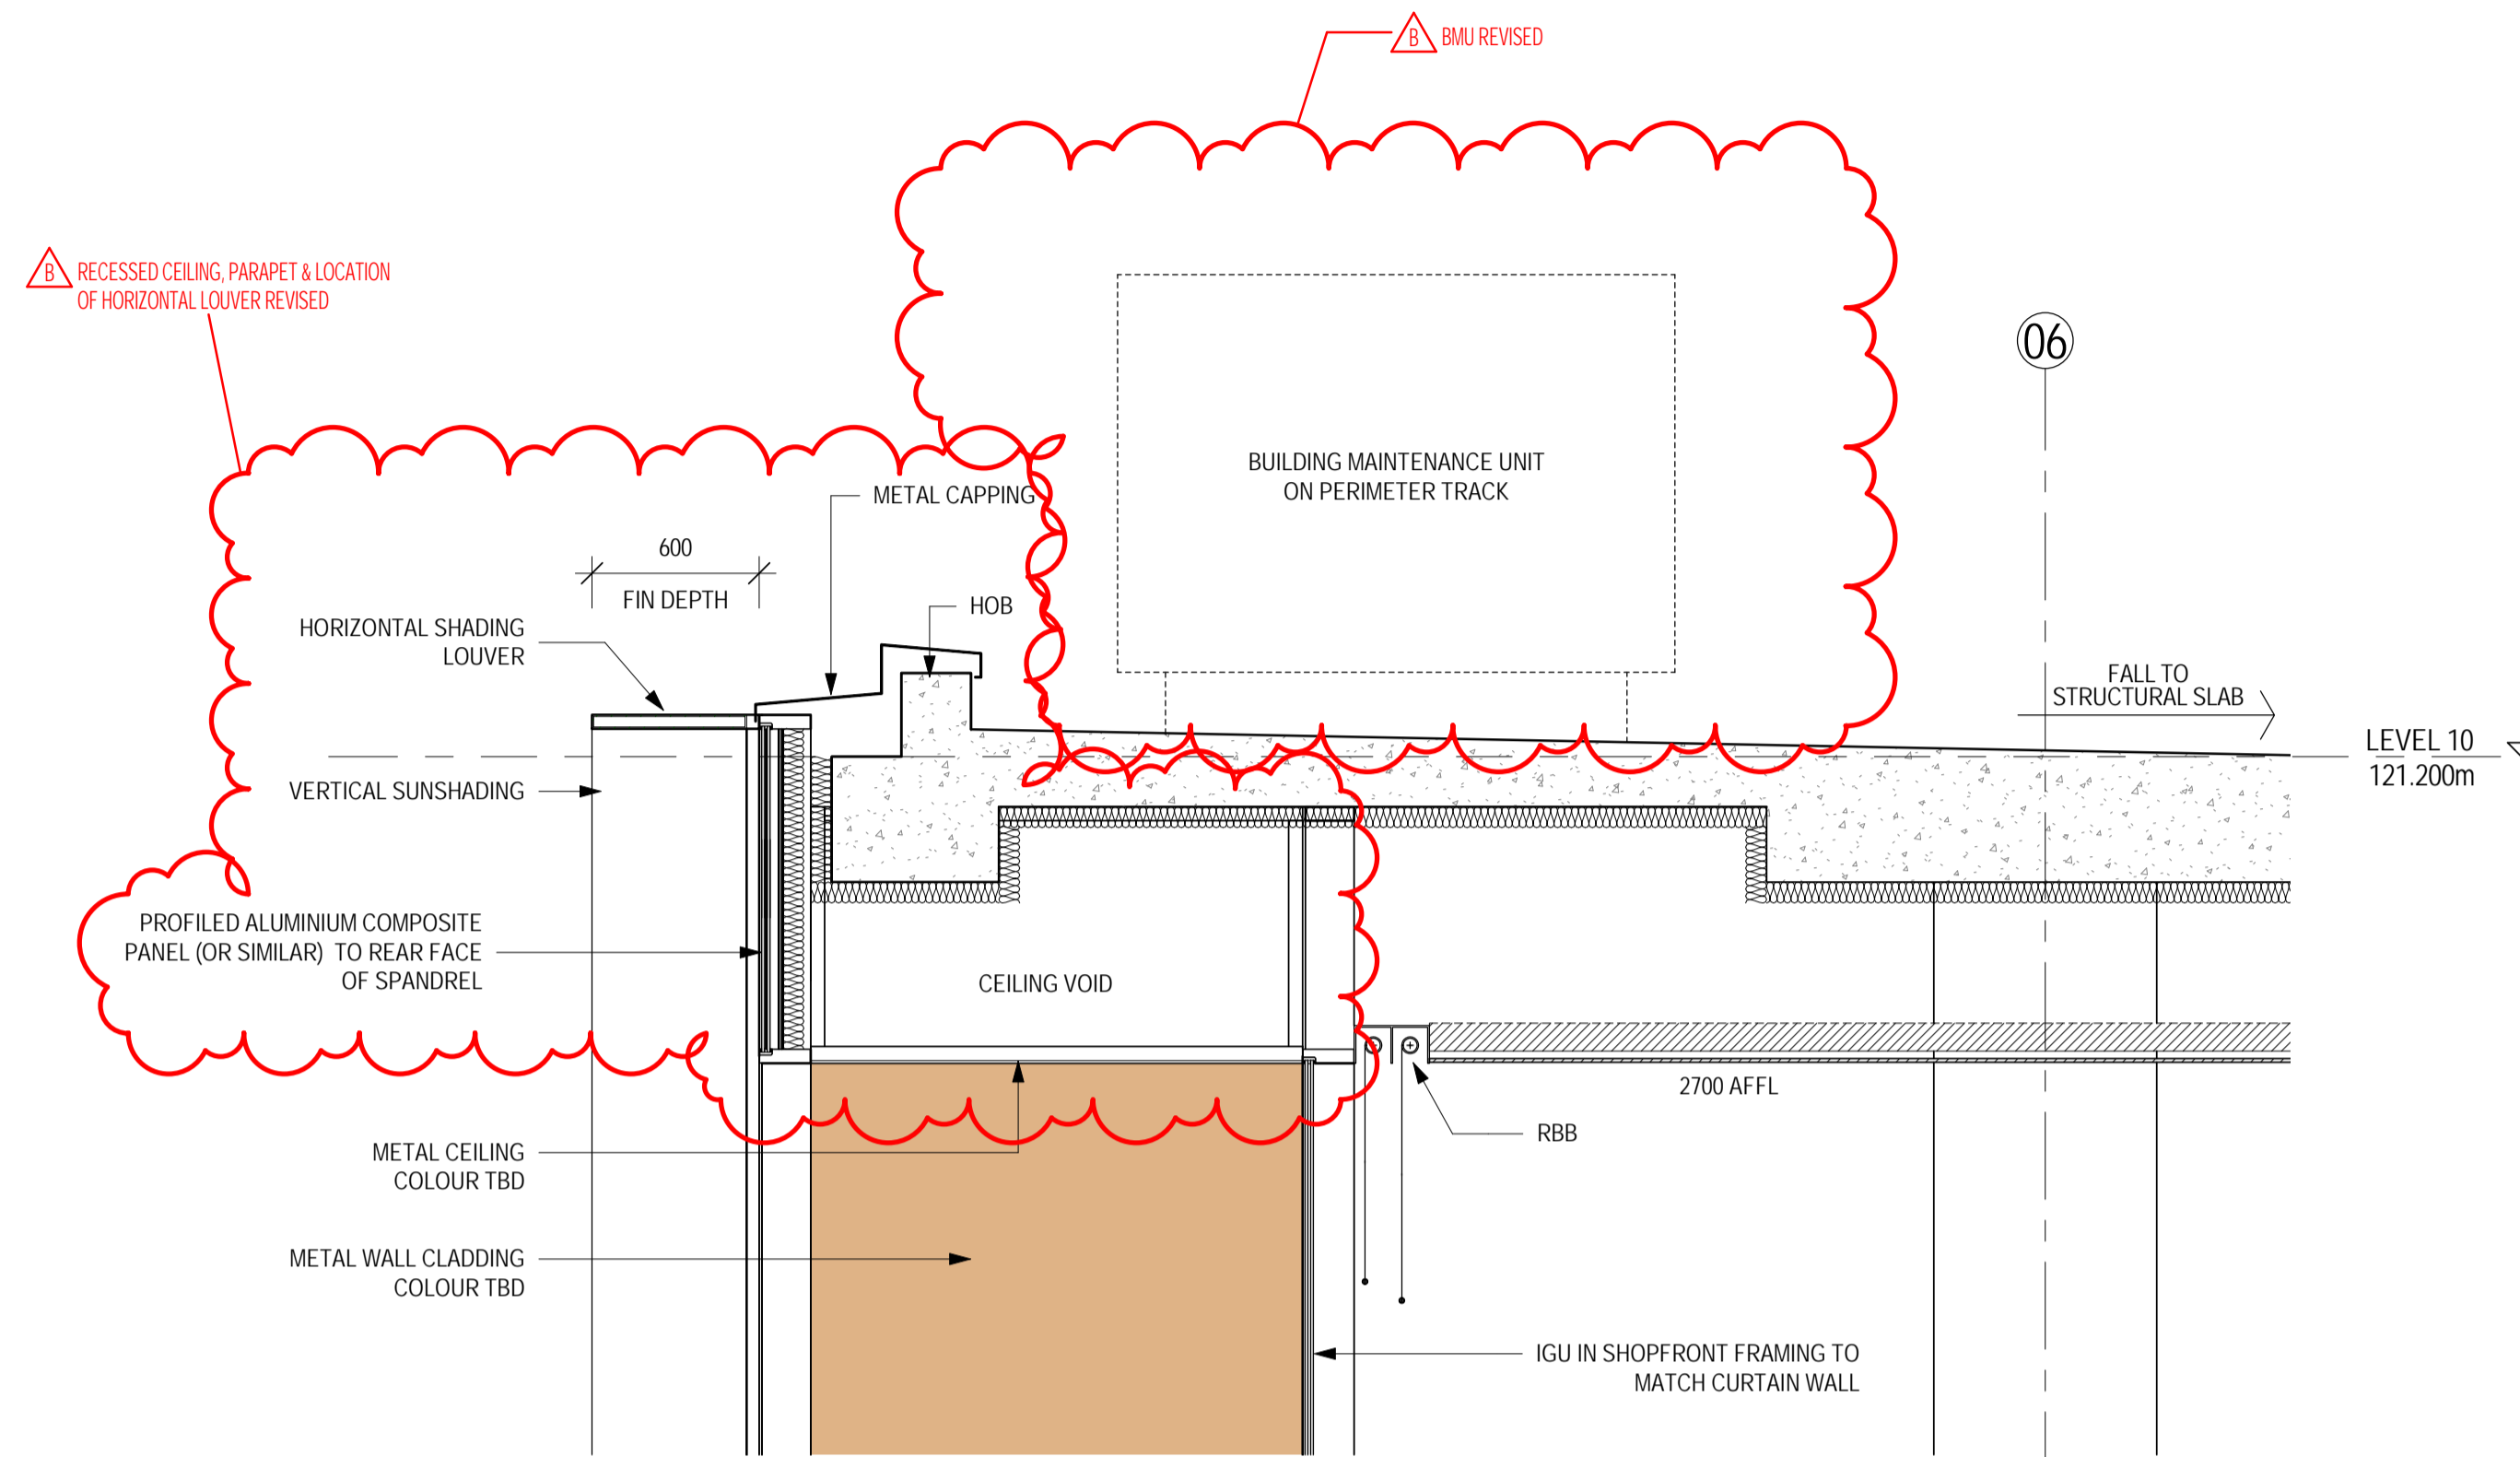 B
BMU REVISED
B
RECESSED CEILING, PARAPET & LOCATION
OF HORIZONTAL LOUVER REVISED
06
BUILDING MAINTENANCE UNIT
ON PERIMETER TRACK
METAL CAPPING
600
FIN DEPTH
HOB
HORIZONTAL SHADING
LOUVER
FALL TO
STRUCTURAL SLAB
LEVEL 10
121.200m
VERTICAL SUNSHADING
PROFILED ALUMINIUM COMPOSITE
PANEL (OR SIMILAR) TO REAR FACE
OF SPANDREL
CEILING VOID
2700 AFFL
RBB
METAL CEILING
COLOUR TBD
METAL WALL CLADDING
COLOUR TBD
IGU IN SHOPFRONT FRAMING TO
MATCH CURTAIN WALL